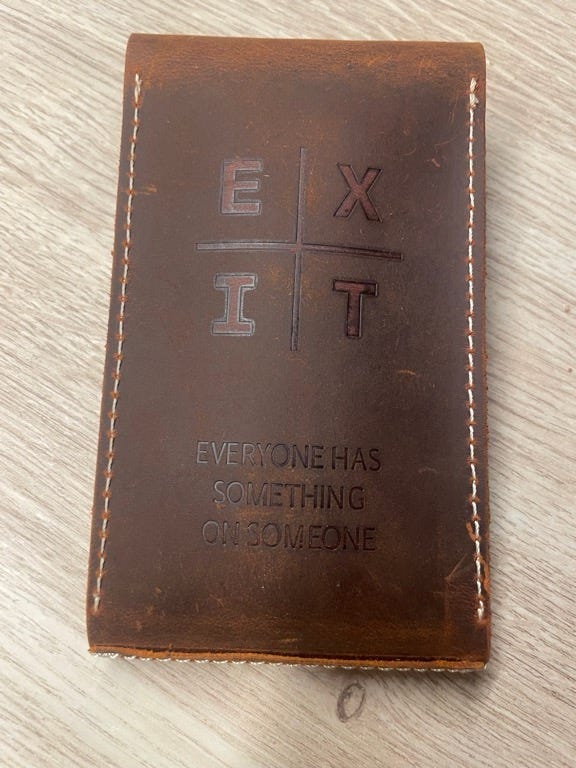 E X
I T
EVERYONE HAS
SOMETHING
ON SOMEONE